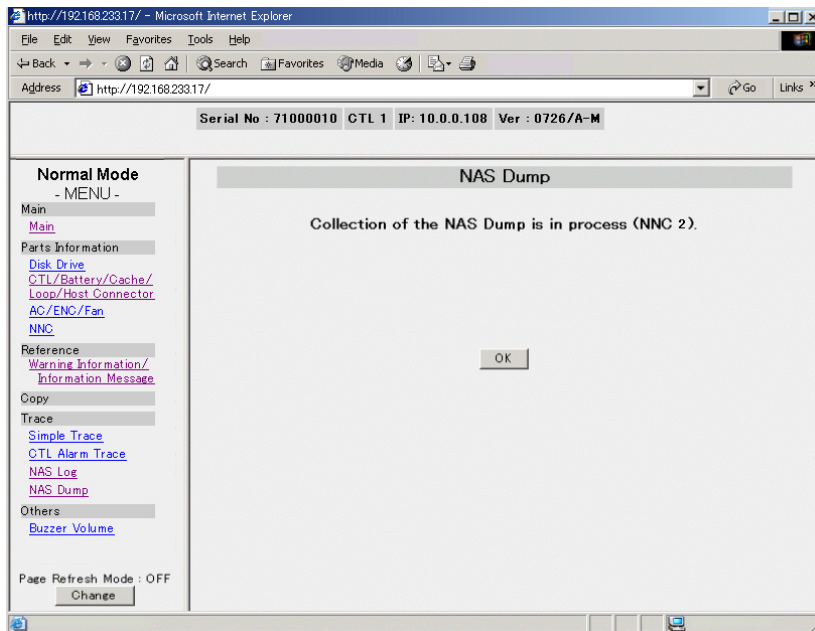 http://192.168.233.17/ - Microsoft Internet Explorer
File Edit View Favorites Tools Help
Back Search Favorites Media
Address http://192.168.233.17/ Go Links »
Serial No : 71000010 CTL 1 IP: 10.0.0.108 Ver : 0726/A-M
Normal Mode
- MENU -
Main
Main
Parts Information
Disk Drive
CTL/Battery/Cache/
Loop/Host Connector
AC/ENC/Fan
NNC
Reference
Warning Information/
Information Message
Copy
Trace
Simple Trace
CTL Alarm Trace
NAS Log
NAS Dump
Others
Buzzer Volume
Page Refresh Mode : OFF
Change
NAS Dump
Collection of the NAS Dump is in process (NNC 2).
OK